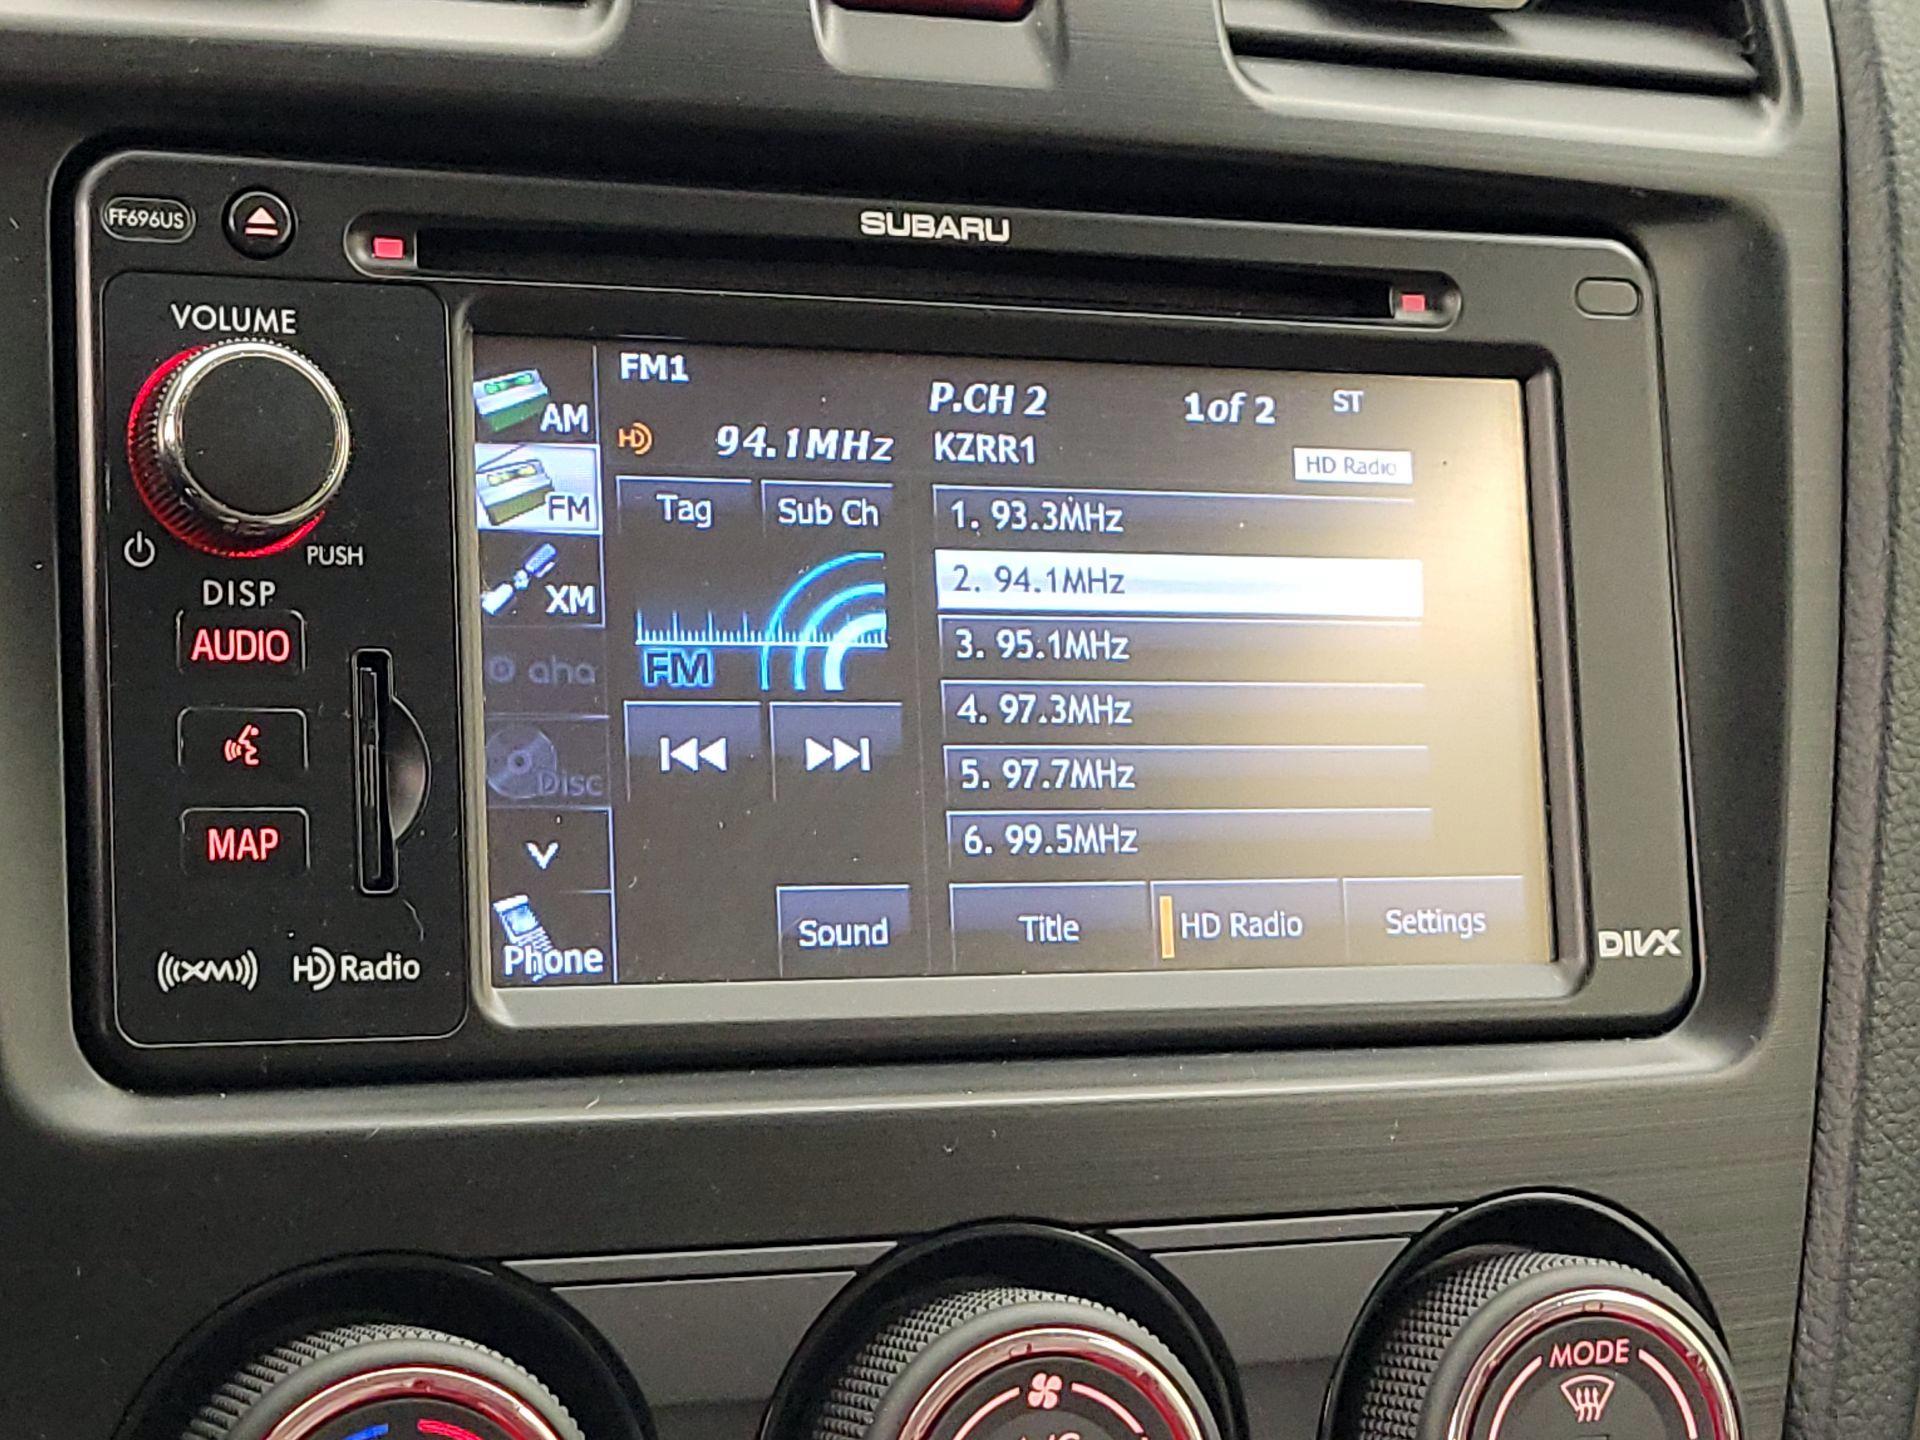 FF696US
SUBARU
VOLUME
PUSH
DISP
AUDIO
MAP
((XM))
HD Radio
AM
FM
XM
aha
Disc
Phone
FM1
HD 94.1MHz
P.CH 2
1of 2
ST
KZRR1
HD Radio
Tag
Sub Ch
FM
1. 93.3MHz
2. 94.1MHz
3. 95.1MHz
4. 97.3MHz
5. 97.7MHz
6. 99.5MHz
Sound
Title
HD Radio
Settings
DIVX
MODE